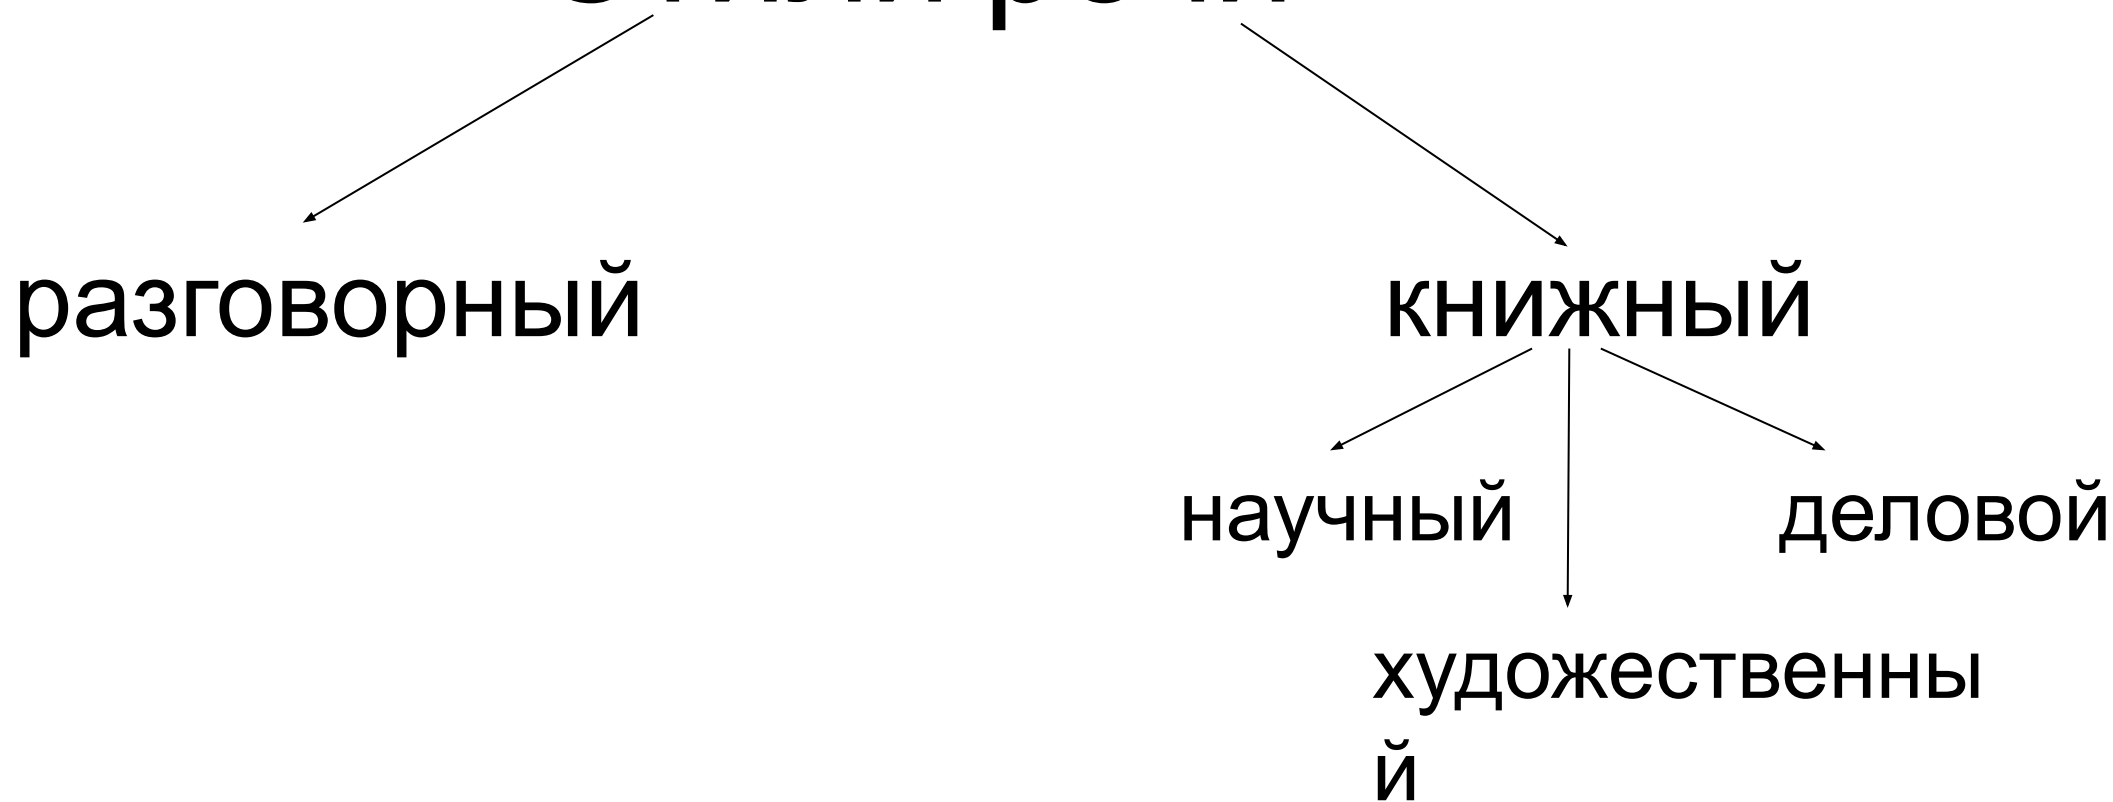 разговорный
книжный
научный
деловой
художественны
й